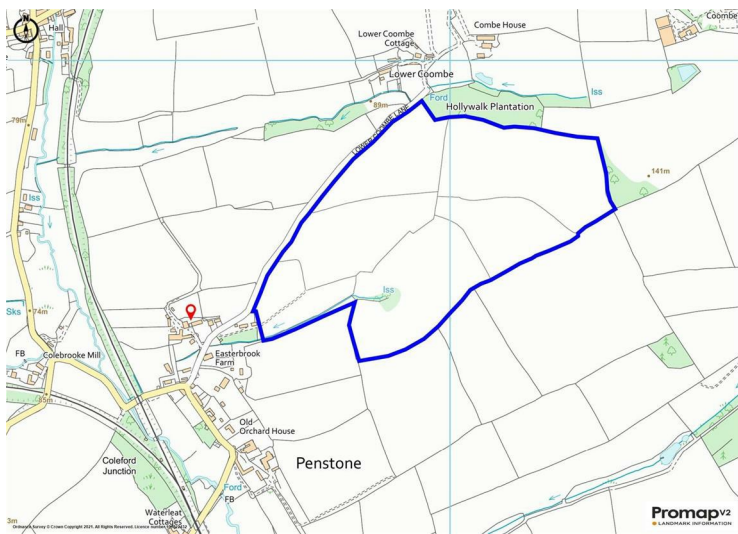 N
Hall
Combe House
Coombe
Lower Coombe
Cottage
Lower Coombe
Ford
Iss
Hollywalk Plantation
89m
LOWER COOMBE LANE
79m
141m
Iss
Iss
Sks
74m
FB
Colebrooke Mill
Easterbrook
Farm
85m
Old
Orchard House
Penstone
Coleford
Junction
Ford
FB
Waterleat
Cottages
3m
PromapV2
LANDMARK INFORMATION
Ordnance Survey © Crown Copyright 2021. All Rights Reserved. Licence number